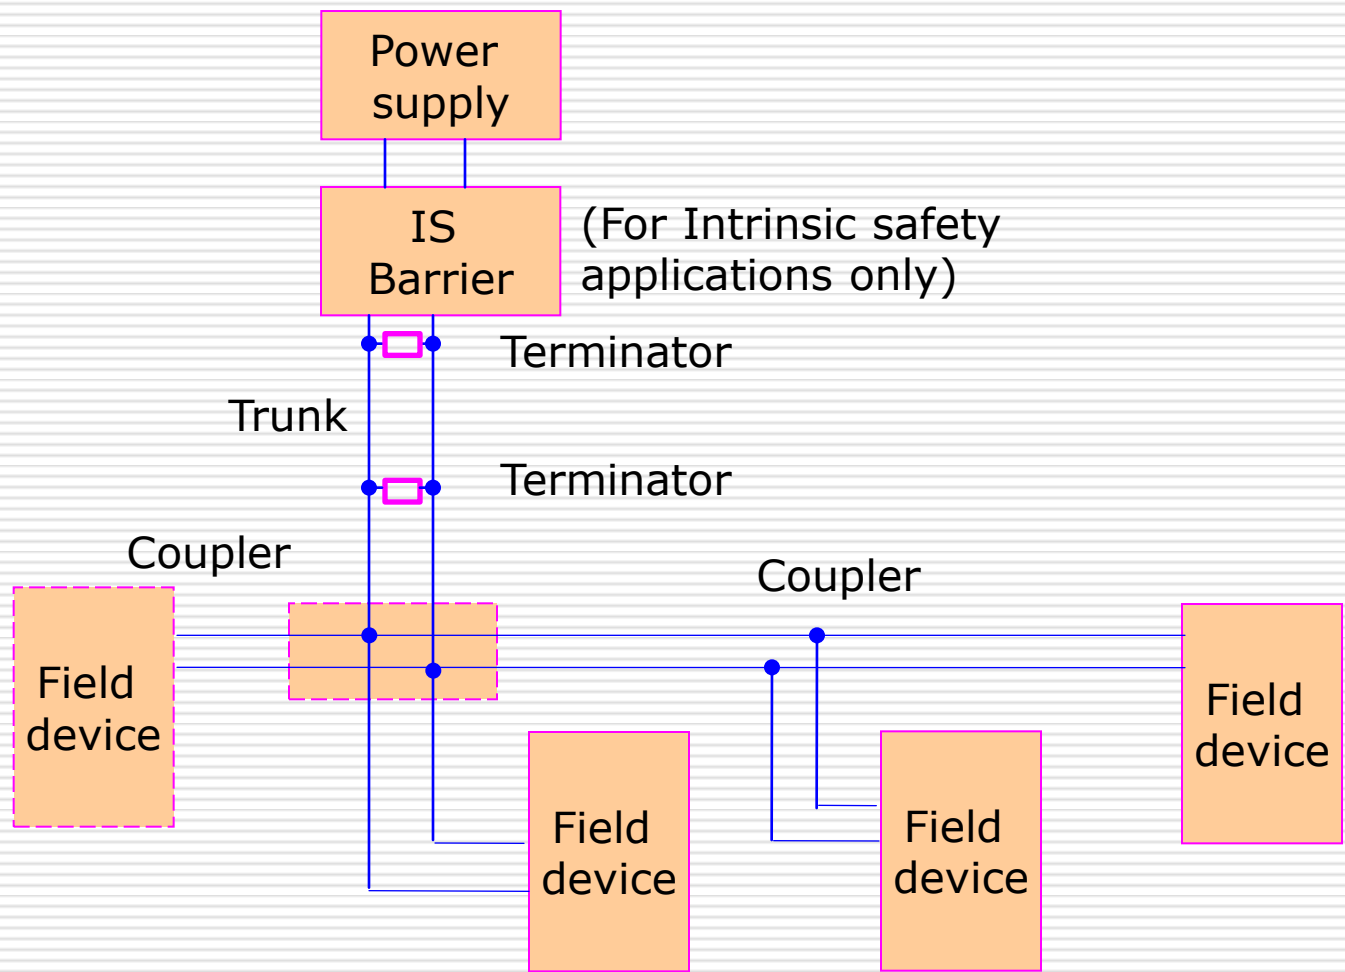 Power
supply
IS
Barrier
(For Intrinsic safety
applications only)
Terminator
Trunk
Terminator
Coupler
Coupler
Field
device
Field
device
Field
device
Field
device